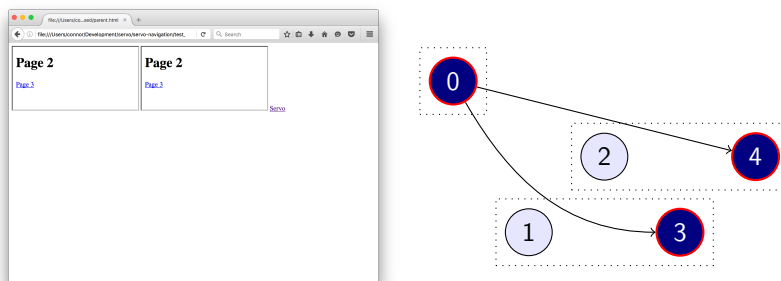 file:///Users/co...sed/parent.html × +
file:///Users/connor/Development/servo/servo-navigation/test_ Search
Page 2 Page 2
Page 3 Page 3
Servo
0
2 4
1 3